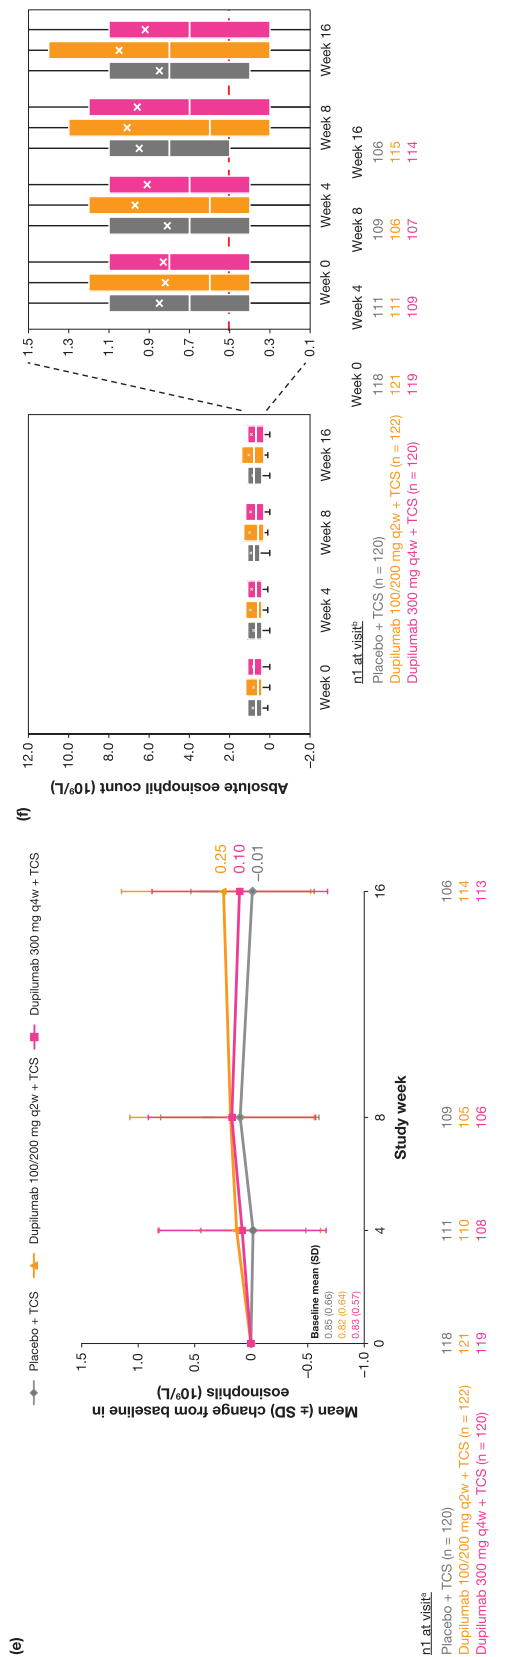 (e)
Placebo + TCS
Dupilumab 100/200 mg q2w + TCS
Dupilumab 300 mg q4w + TCS
Mean (± SD) change from baseline in
eosinophils (10⁹/L)
1.5
1.0
0.5
0
−0.5
−1.0
0.25
0.10
−0.01
Baseline mean (SD)
0.85 (0.66)
0.82 (0.64)
0.83 (0.57)
0 4 8 16
Study week
n1 at visitᵃ
Placebo + TCS (n = 120) 118 111 109 106
Dupilumab 100/200 mg q2w + TCS (n = 122) 121 110 105 114
Dupilumab 300 mg q4w + TCS (n = 120) 119 108 106 113
(f)
Absolute eosinophil count (10⁹/L)
12.0
10.0
8.0
6.0
4.0
2.0
0
−2.0
Week 0 Week 4 Week 8 Week 16
1.5
1.3
1.1
0.9
0.7
0.5
0.3
0.1
Week 0 Week 4 Week 8 Week 16
n1 at visitᵇ Week 0 Week 4 Week 8 Week 16
Placebo + TCS (n = 120) 118 111 109 106
Dupilumab 100/200 mg q2w + TCS (n = 122) 121 111 106 115
Dupilumab 300 mg q4w + TCS (n = 120) 119 109 107 114